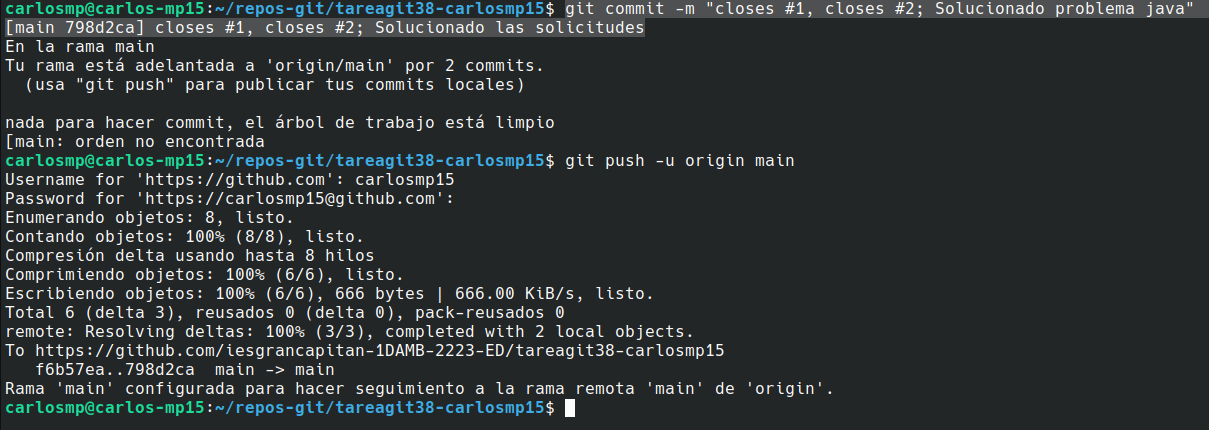 carlosmp@carlos-mp15:~/repos-git/tareagit38-carlosmp15$ git commit -m "closes #1, closes #2; Solucionado problema java"
[main 798d2ca] closes #1, closes #2; Solucionado las solicitudes
En la rama main
Tu rama está adelantada a 'origin/main' por 2 commits.
  (usa "git push" para publicar tus commits locales)

nada para hacer commit, el árbol de trabajo está limpio
[main: orden no encontrada
carlosmp@carlos-mp15:~/repos-git/tareagit38-carlosmp15$ git push -u origin main
Username for 'https://github.com': carlosmp15
Password for 'https://carlosmp15@github.com':
Enumerando objetos: 8, listo.
Contando objetos: 100% (8/8), listo.
Compresión delta usando hasta 8 hilos
Comprimiendo objetos: 100% (6/6), listo.
Escribiendo objetos: 100% (6/6), 666 bytes | 666.00 KiB/s, listo.
Total 6 (delta 3), reusados 0 (delta 0), pack-reusados 0
remote: Resolving deltas: 100% (3/3), completed with 2 local objects.
To https://github.com/iesgrancapitan-1DAMB-2223-ED/tareagit38-carlosmp15
   f6b57ea..798d2ca  main -> main
Rama 'main' configurada para hacer seguimiento a la rama remota 'main' de 'origin'.
carlosmp@carlos-mp15:~/repos-git/tareagit38-carlosmp15$